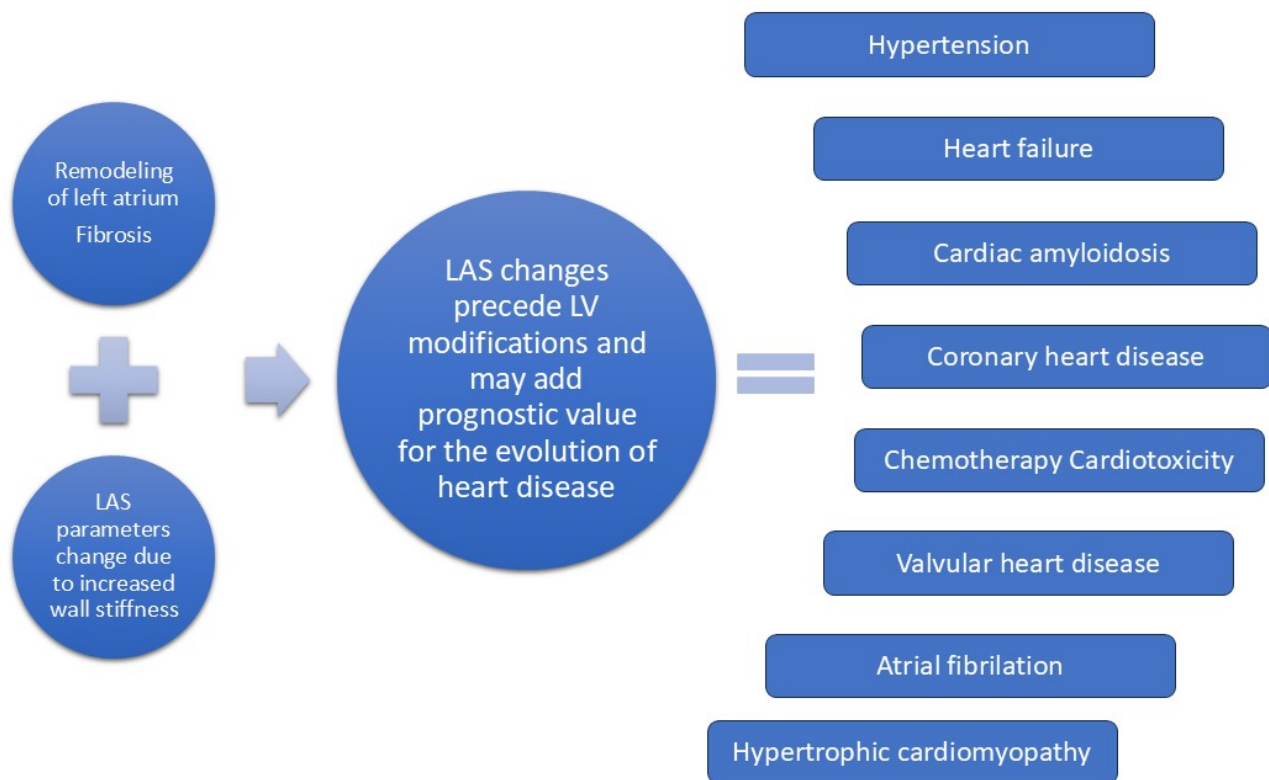 Remodeling
of left atrium
Fibrosis
LAS
parameters
change due
to increased
wall stiffness
LAS changes
precede LV
modifications and
may add
prognostic value
for the evolution of
heart disease
Hypertension
Heart failure
Cardiac amyloidosis
Coronary heart disease
Chemotherapy Cardiotoxicity
Valvular heart disease
Atrial fibrilation
Hypertrophic cardiomyopathy